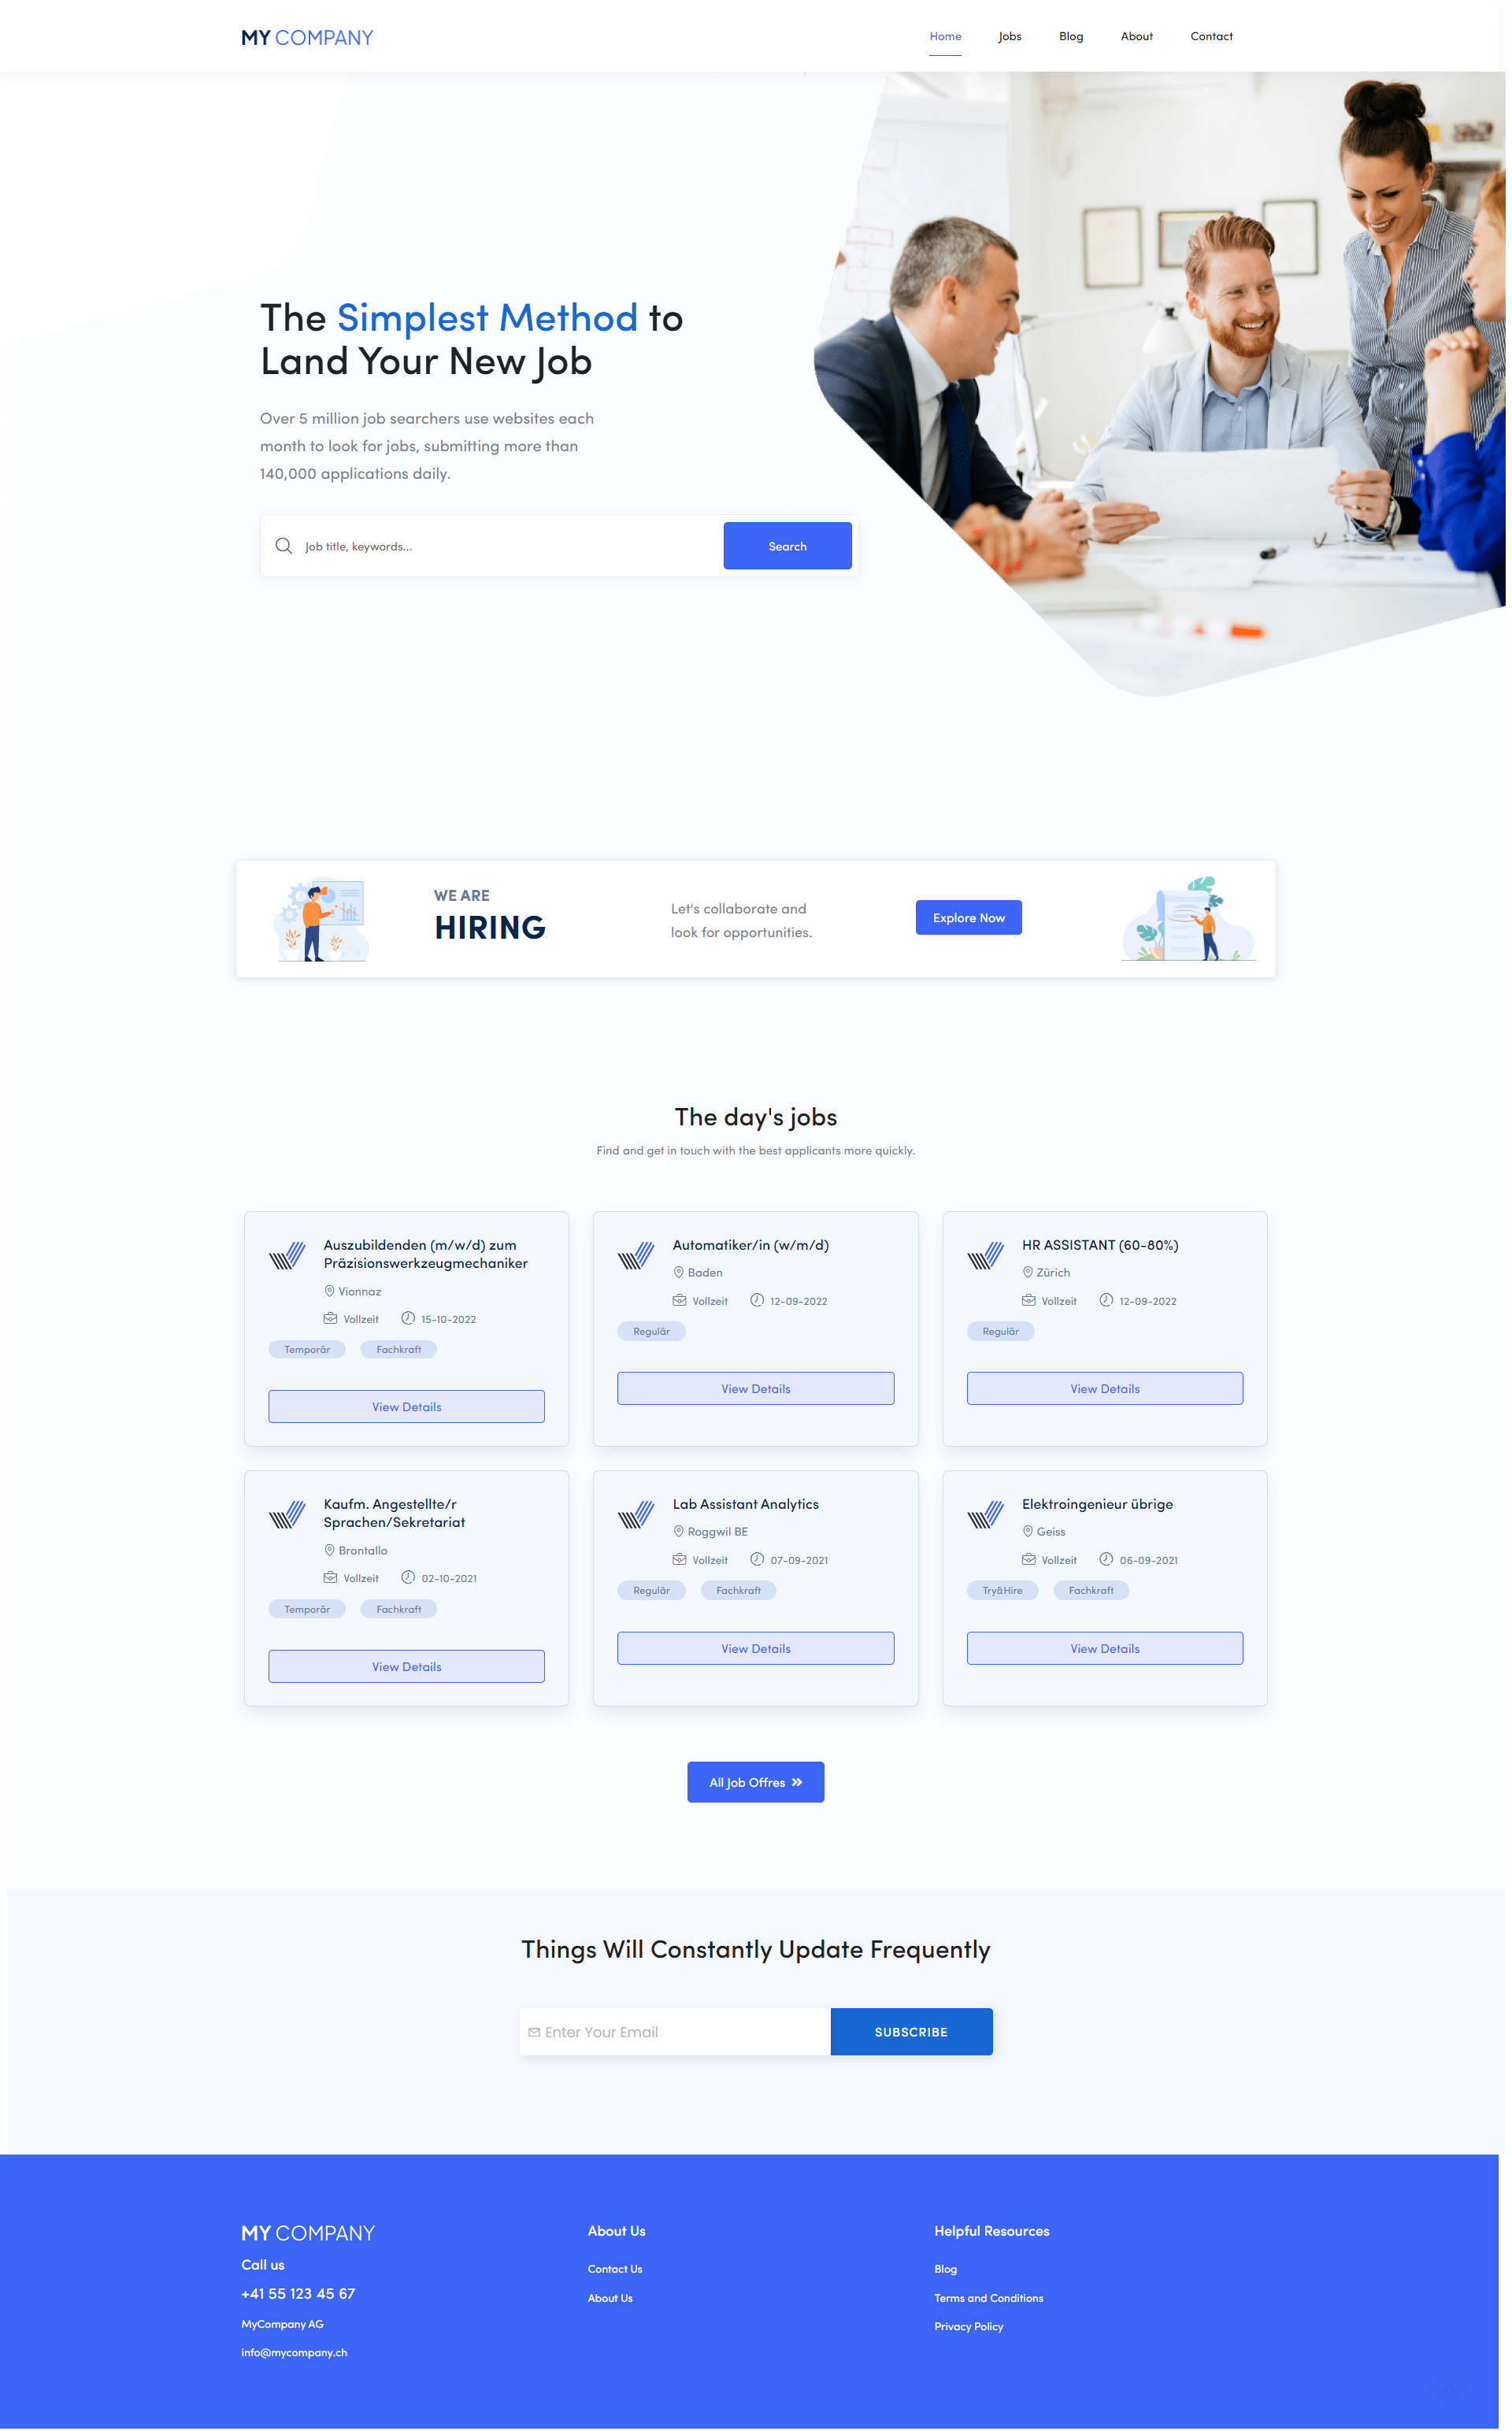 MY COMPANY
Home
Jobs
Blog
About
Contact
The Simplest Method to
Land Your New Job
Over 5 million job searchers use websites each
month to look for jobs, submitting more than
140,000 applications daily.
Job title, keywords...
Search
WE ARE
HIRING
Let's collaborate and
look for opportunities.
Explore Now
The day's jobs
Find and get in touch with the best applicants more quickly.
Auszubildenden (m/w/d) zum
Präzisionswerkzeugmechaniker
Vionnaz
Vollzeit
15-10-2022
Temporär
Fachkraft
View Details
Automatiker/in (w/m/d)
Baden
Vollzeit
12-09-2022
Regulär
View Details
HR ASSISTANT (60-80%)
Zürich
Vollzeit
12-09-2022
Regulär
View Details
Kaufm. Angestellte/r
Sprachen/Sekretariat
Brontallo
Vollzeit
02-10-2021
Temporär
Fachkraft
View Details
Lab Assistant Analytics
Roggwil BE
Vollzeit
07-09-2021
Regulär
Fachkraft
View Details
Elektroingenieur übrige
Geiss
Vollzeit
06-09-2021
Try&Hire
Fachkraft
View Details
All Job Offres
Things Will Constantly Update Frequently
Enter Your Email
SUBSCRIBE
MY COMPANY
Call us
+41 55 123 45 67
MyCompany AG
info@mycompany.ch
About Us
Contact Us
About Us
Helpful Resources
Blog
Terms and Conditions
Privacy Policy